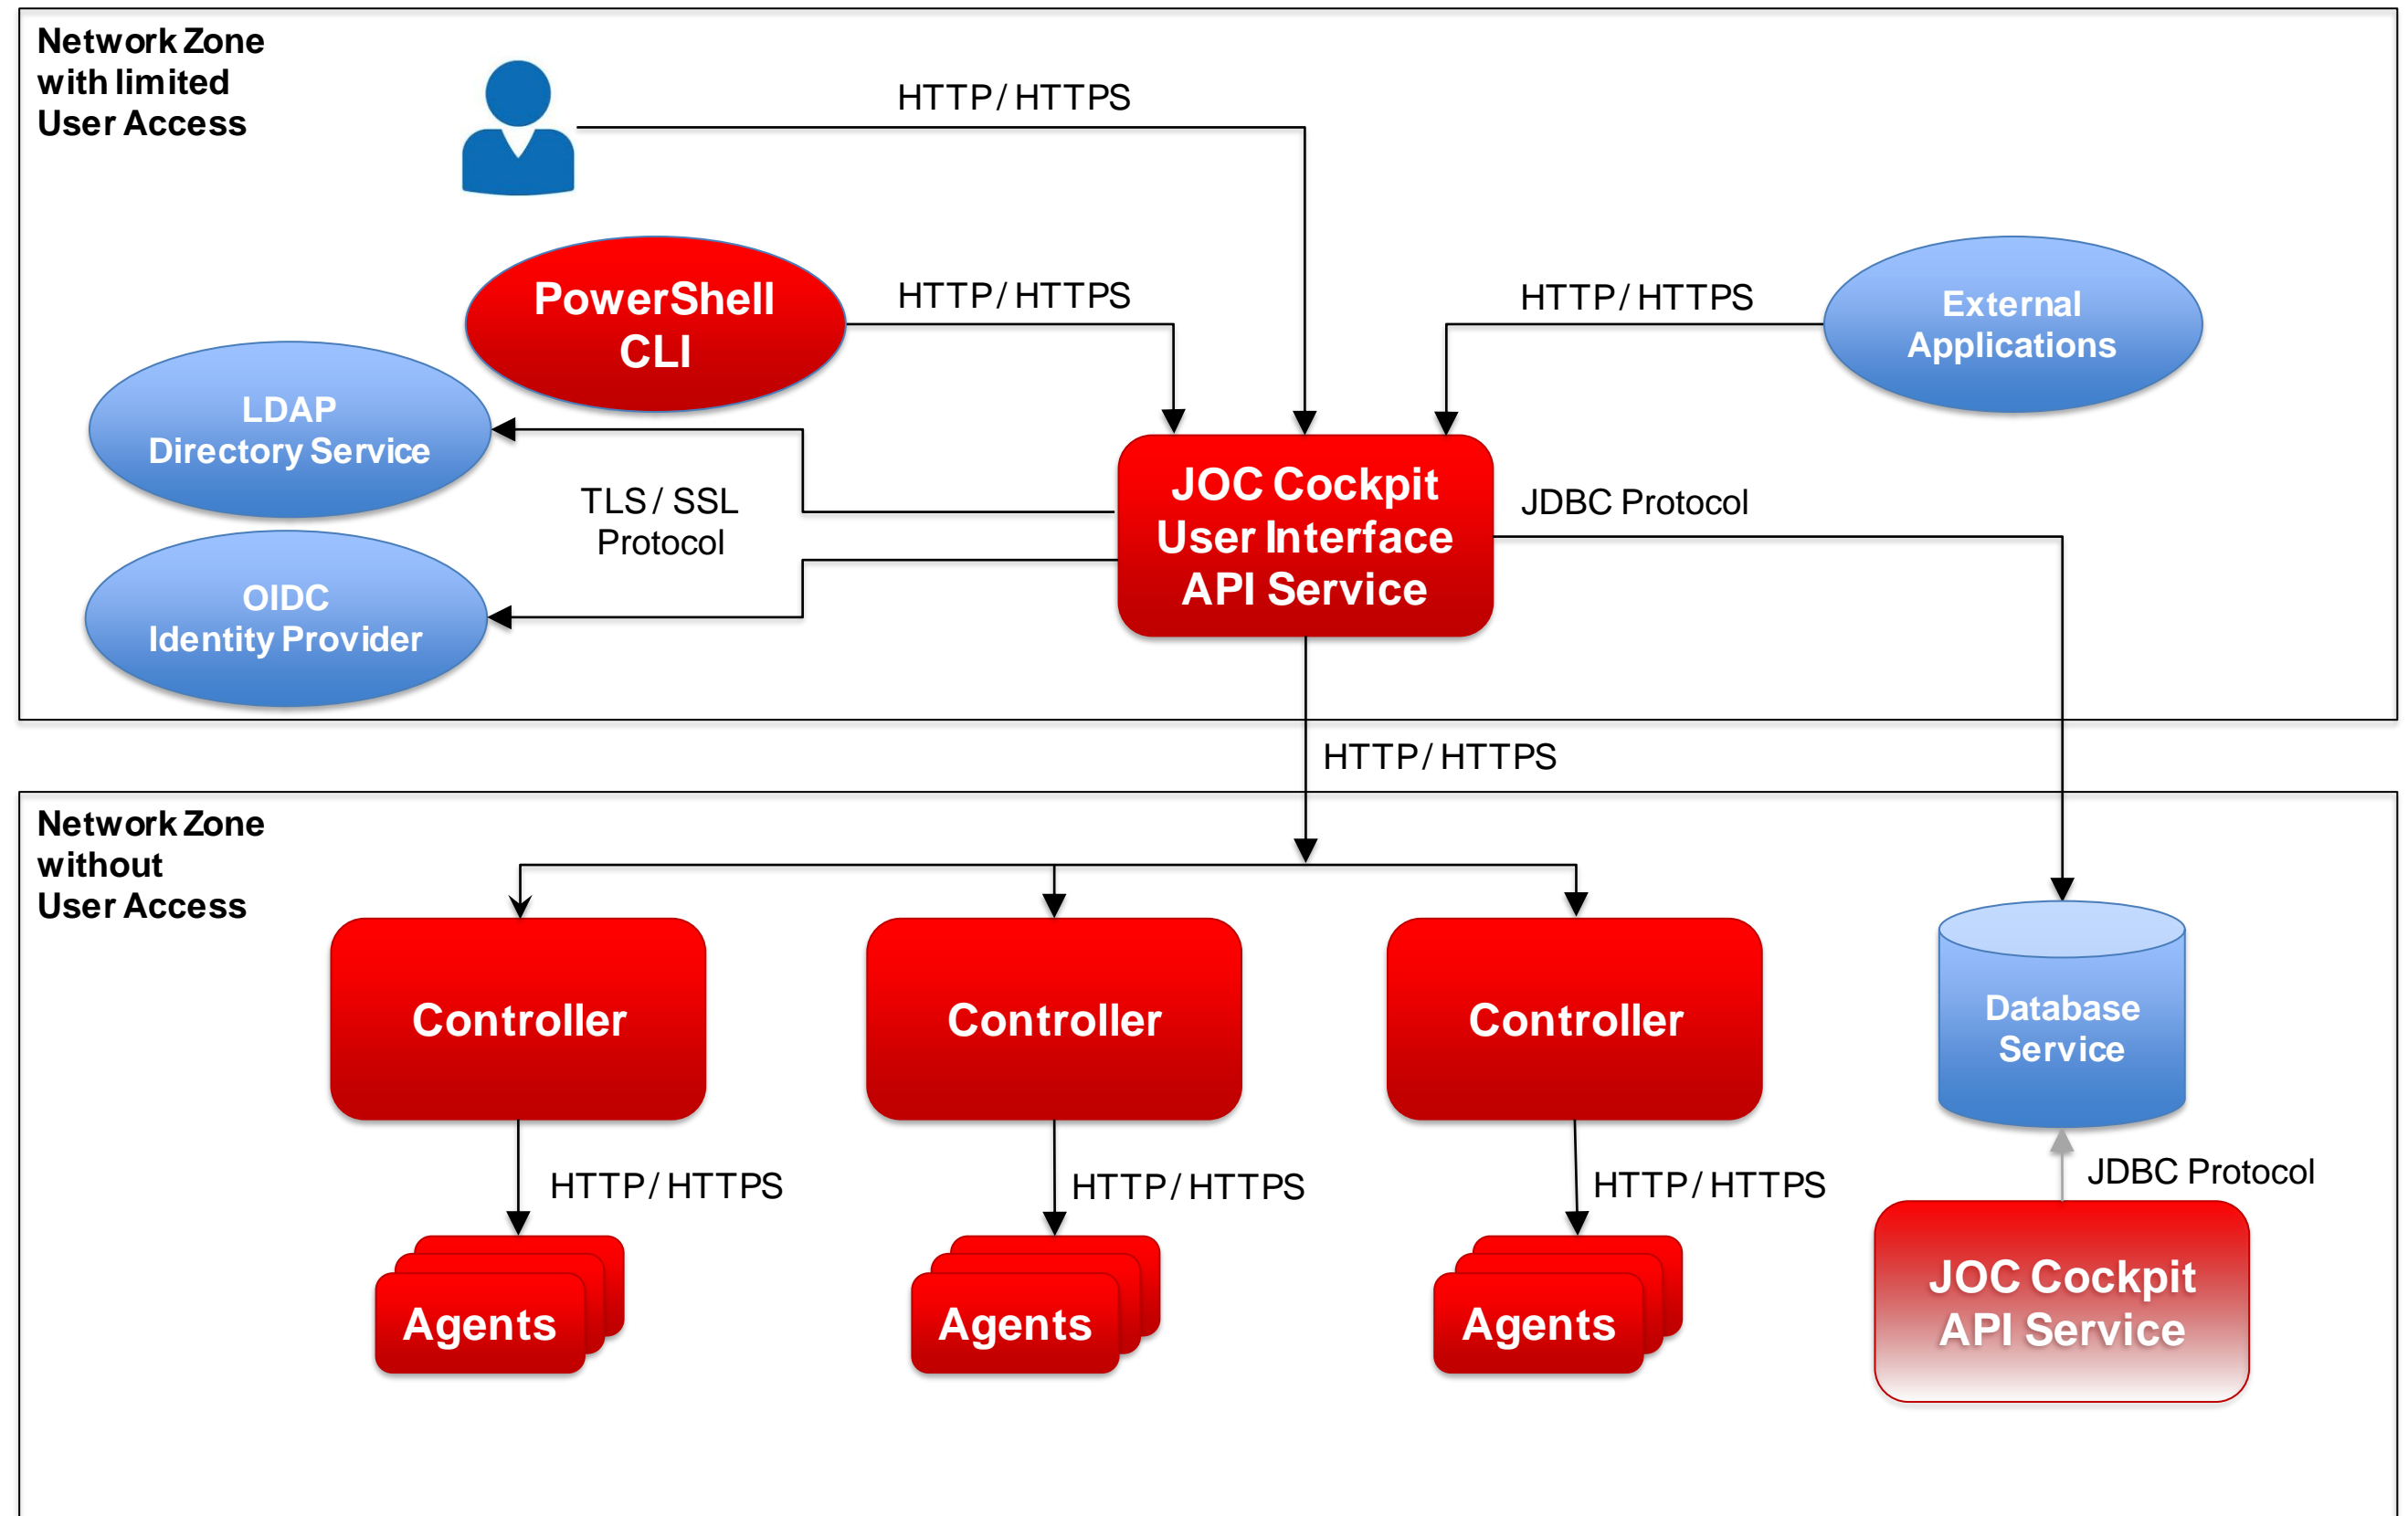 Network Zone
with limited
User Access
HTTP / HTTPS
PowerShell
CLI
HTTP / HTTPS
HTTP / HTTPS
External
Applications
LDAP
Directory Service
TLS / SSL
Protocol
JOC Cockpit
User Interface
API Service
JDBC Protocol
OIDC
Identity Provider
HTTP / HTTPS
Network Zone
without
User Access
Controller
Controller
Controller
Database
Service
HTTP / HTTPS
HTTP / HTTPS
HTTP / HTTPS
JDBC Protocol
Agents
Agents
Agents
JOC Cockpit
API Service